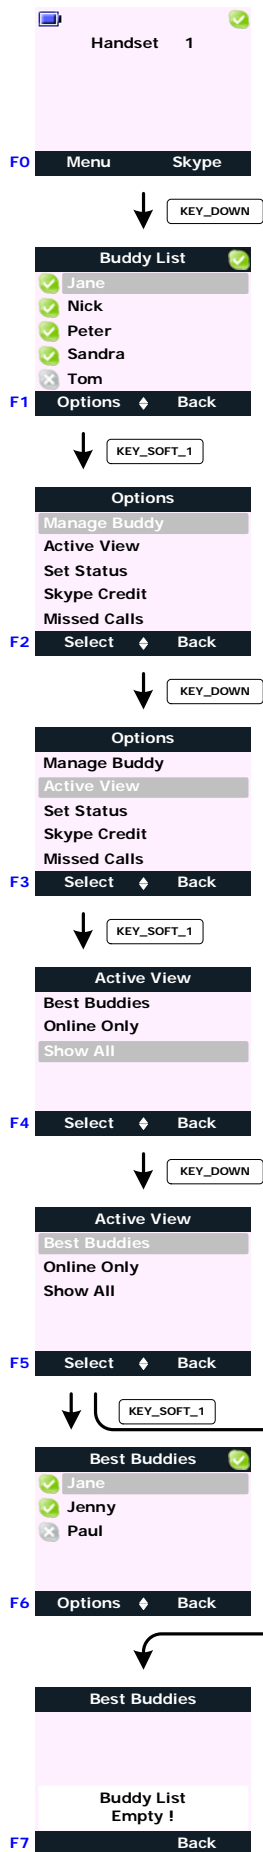 Handset 1
F0 Menu Skype
KEY_DOWN
Buddy List
Jane
Nick
Peter
Sandra
Tom
F1 Options Back
KEY_SOFT_1
Options
Manage Buddy
Active View
Set Status
Skype Credit
Missed Calls
F2 Select Back
KEY_DOWN
Options
Manage Buddy
Active View
Set Status
Skype Credit
Missed Calls
F3 Select Back
KEY_SOFT_1
Active View
Best Buddies
Online Only
Show All
F4 Select Back
KEY_DOWN
Active View
Best Buddies
Online Only
Show All
F5 Select Back
KEY_SOFT_1
Best Buddies
Jane
Jenny
Paul
F6 Options Back
Best Buddies
Buddy List
Empty !
F7 Back